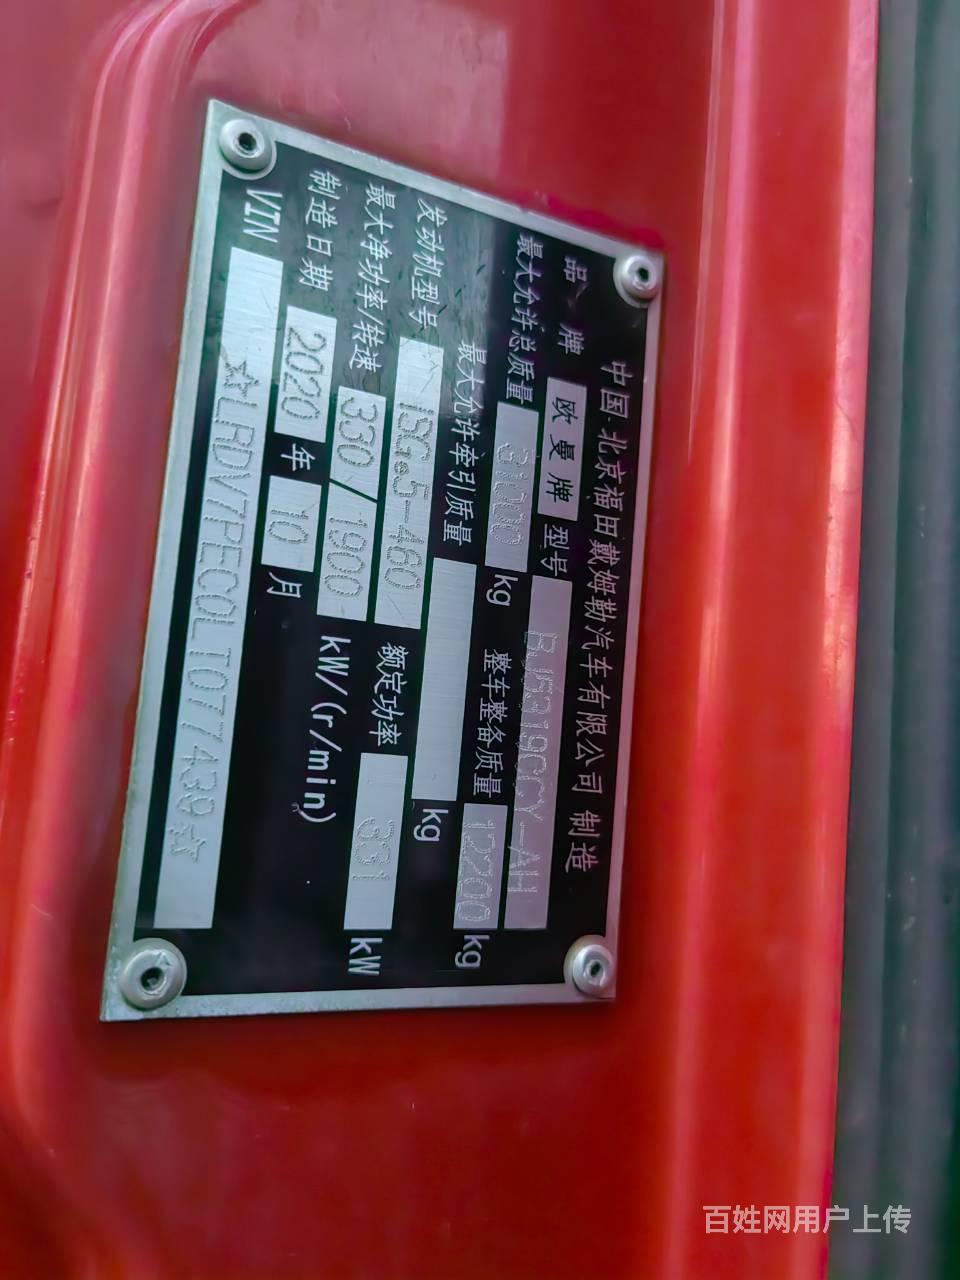 中国·北京福田戴姆勒汽车有限公司 制造
品 牌 欧曼牌 型号 BJ5319CCY-AH
最大允许总质量 31000 kg 整车整备质量 12200 kg
最大允许牵引质量 kg
发动机型号 ISGe5-460 额定功率 331 kW
最大净功率/转速 330/1900 kW/(r/min)
制造日期 2020 年 10 月
VIN ☆LRDV7PECOLT077439☆
百姓网用户上传